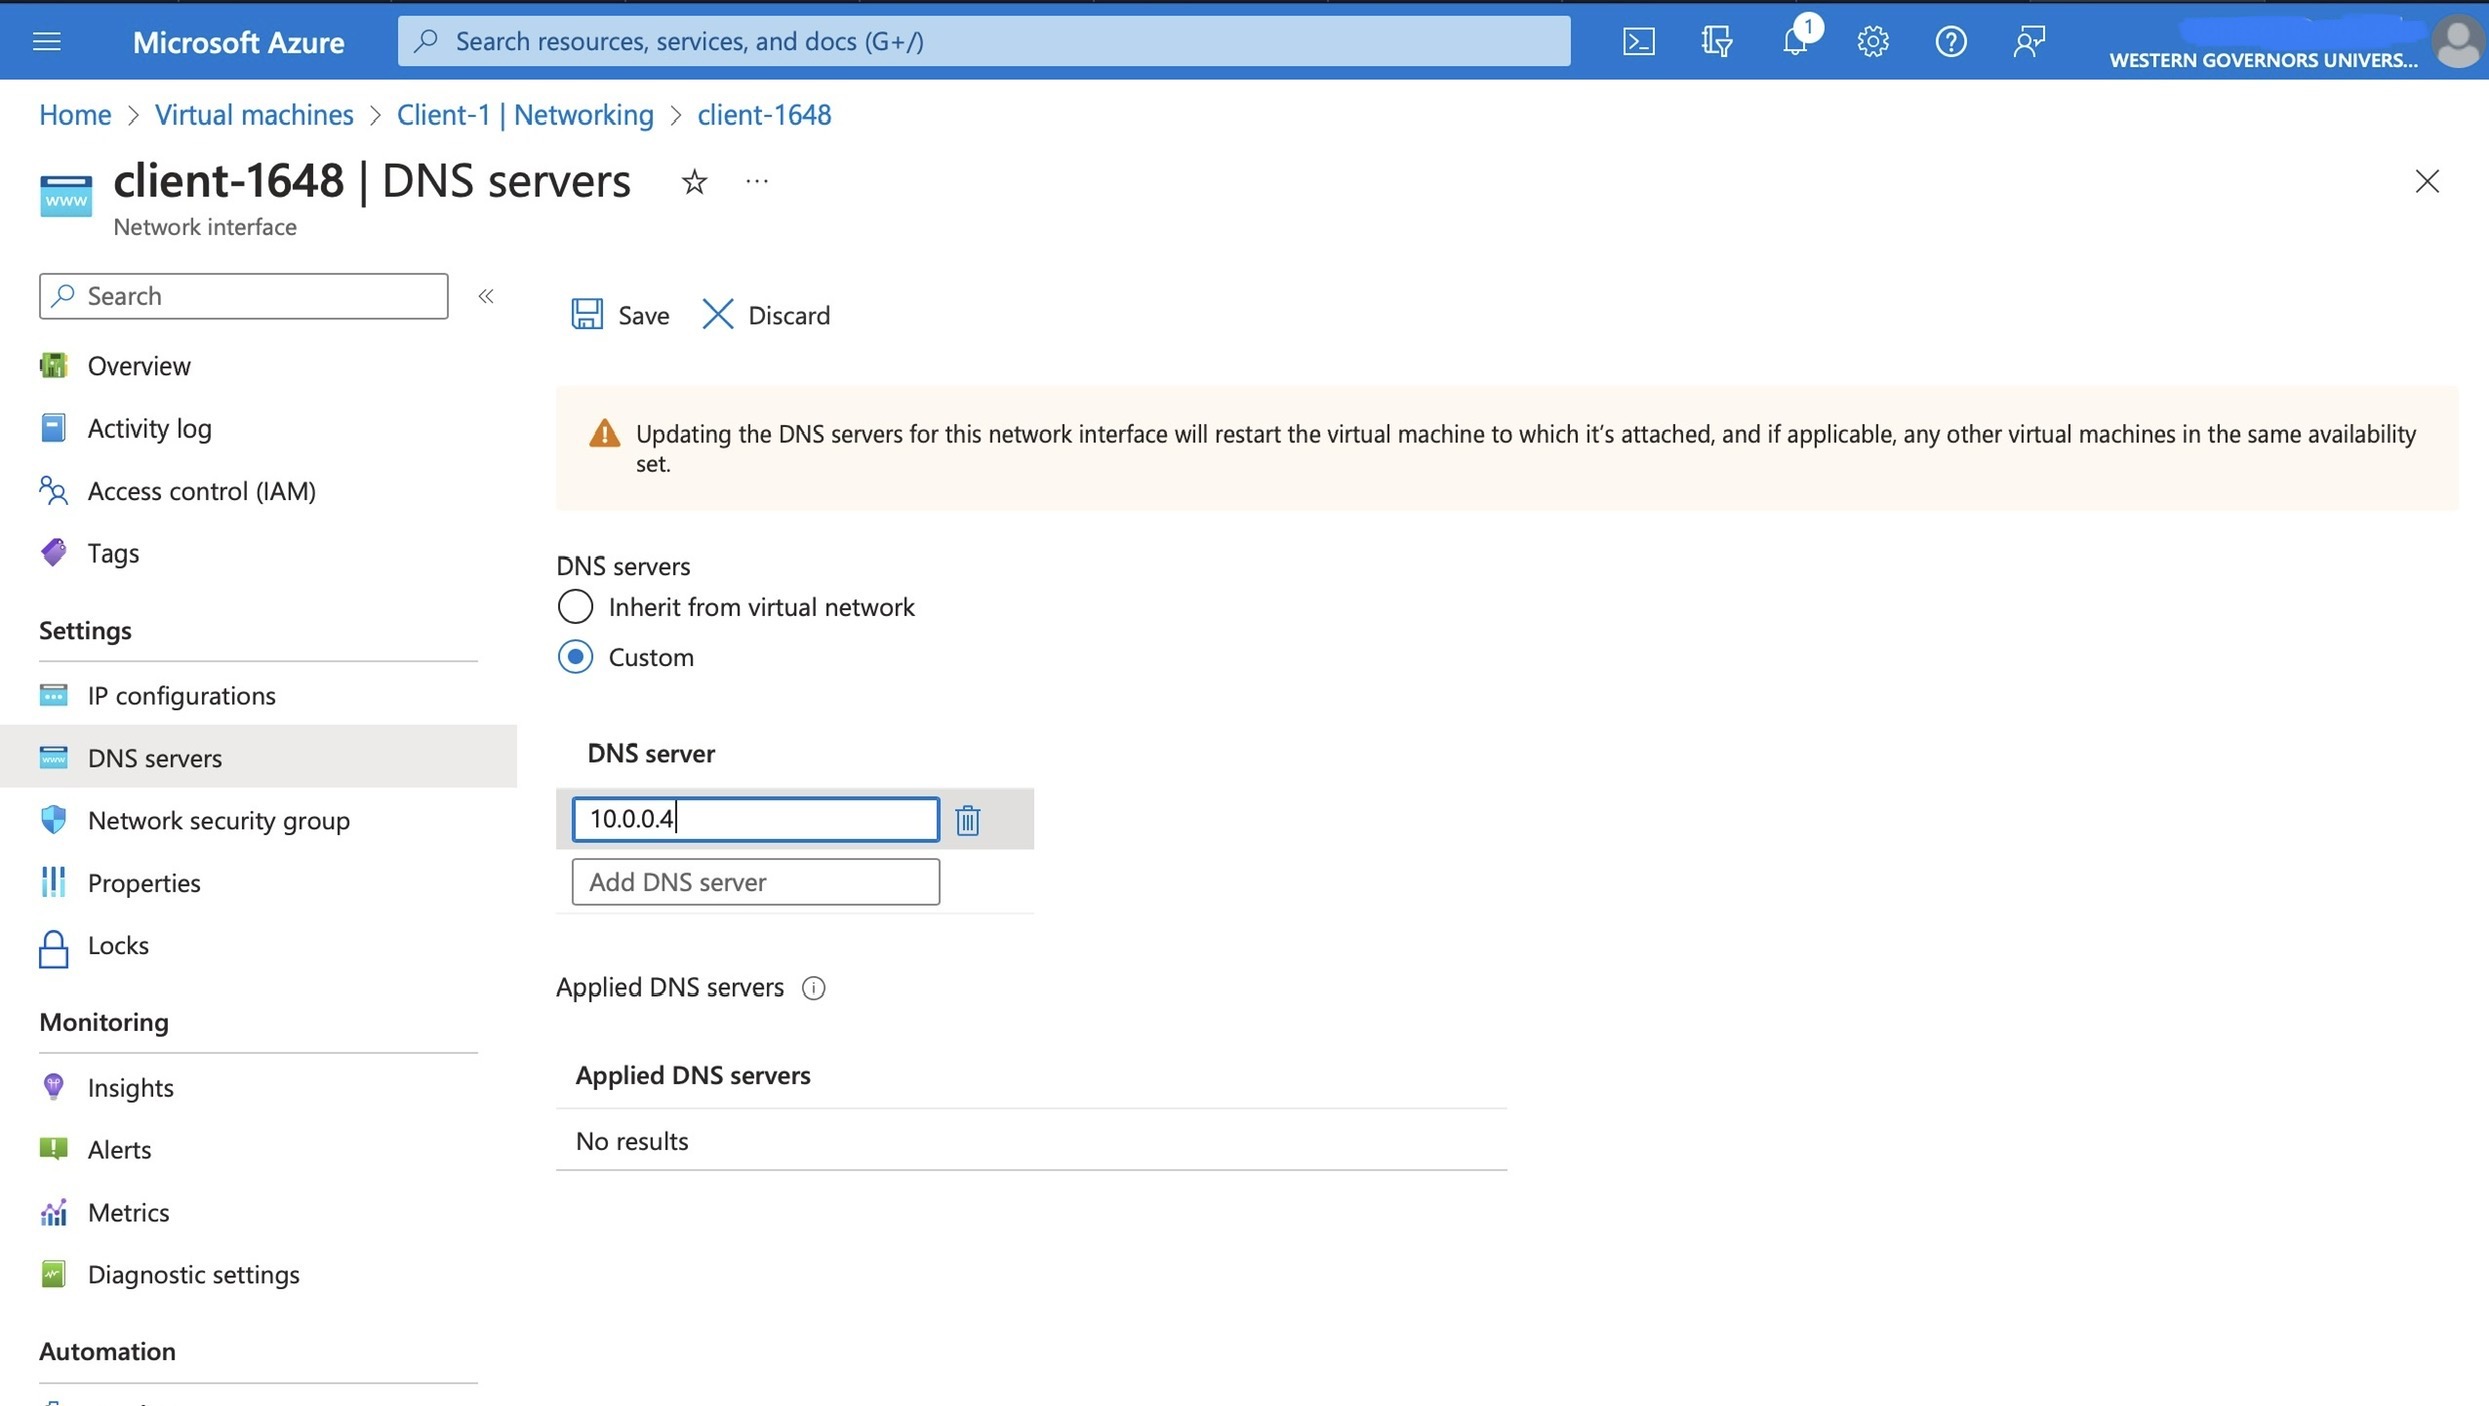 Microsoft Azure
Search resources, services, and docs (G+/)
1
WESTERN GOVERNORS UNIVERS...
Home > Virtual machines > Client-1 | Networking > client-1648
client-1648 | DNS servers
Network interface
Search
Overview
Activity log
Access control (IAM)
Tags
Settings
IP configurations
DNS servers
Network security group
Properties
Locks
Monitoring
Insights
Alerts
Metrics
Diagnostic settings
Automation
Save
Discard
Updating the DNS servers for this network interface will restart the virtual machine to which it's attached, and if applicable, any other virtual machines in the same availability
set.
DNS servers
Inherit from virtual network
Custom
DNS server
10.0.0.4
Add DNS server
Applied DNS servers
Applied DNS servers
No results